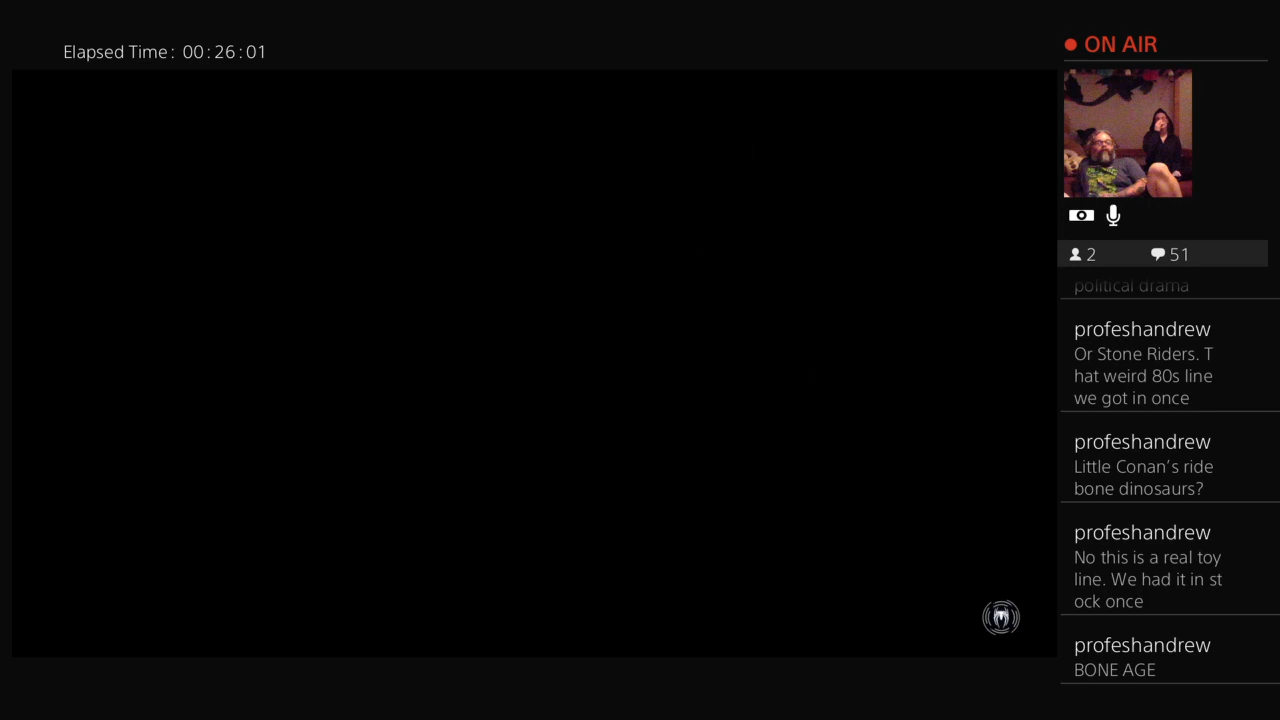 Elapsed Time: 00:26:01
ON AIR
2
51
political drama
profeshandrew
Or Stone Riders. T
hat weird 80s line
we got in once
profeshandrew
Little Conan's ride
bone dinosaurs?
profeshandrew
No this is a real toy
line. We had it in st
ock once
profeshandrew
BONE AGE